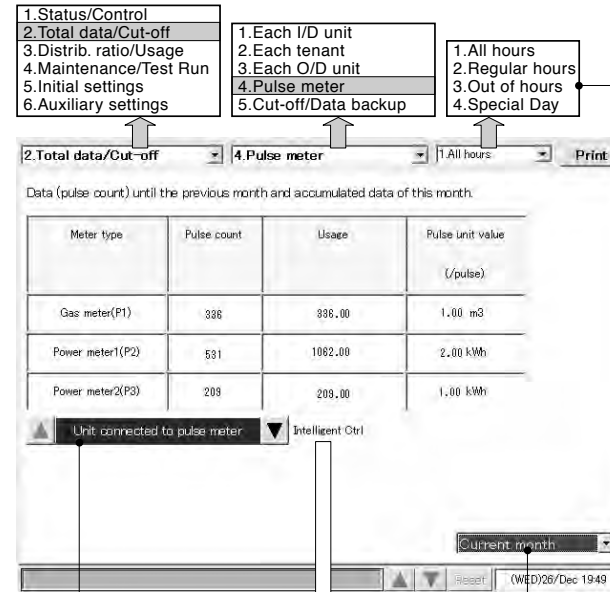 1.Status/Control
2.Total data/Cut-off
3.Distrib. ratio/Usage
4.Maintenance/Test Run
5.Initial settings
6.Auxiliary settings
1.Each I/D unit
2.Each tenant
3.Each O/D unit
4.Pulse meter
5.Cut-off/Data backup
1.All hours
2.Regular hours
3.Out of hours
4.Special Day
2.Total data/Cut-off 4.Pulse meter 1.All hours Print
Data (pulse count) until the previous month and accumulated data of this month.
Meter type Pulse count Usage Pulse unit value
(/pulse)
Gas meter(P1) 336 336.00 1.00 m3
Power meter1(P2) 531 1062.00 2.00 kWh
Power meter2(P3) 209 209.00 1.00 kWh
Unit connected to pulse meter Intelligent Ctrl
Current month
Reset (WED)26/Dec 19:49